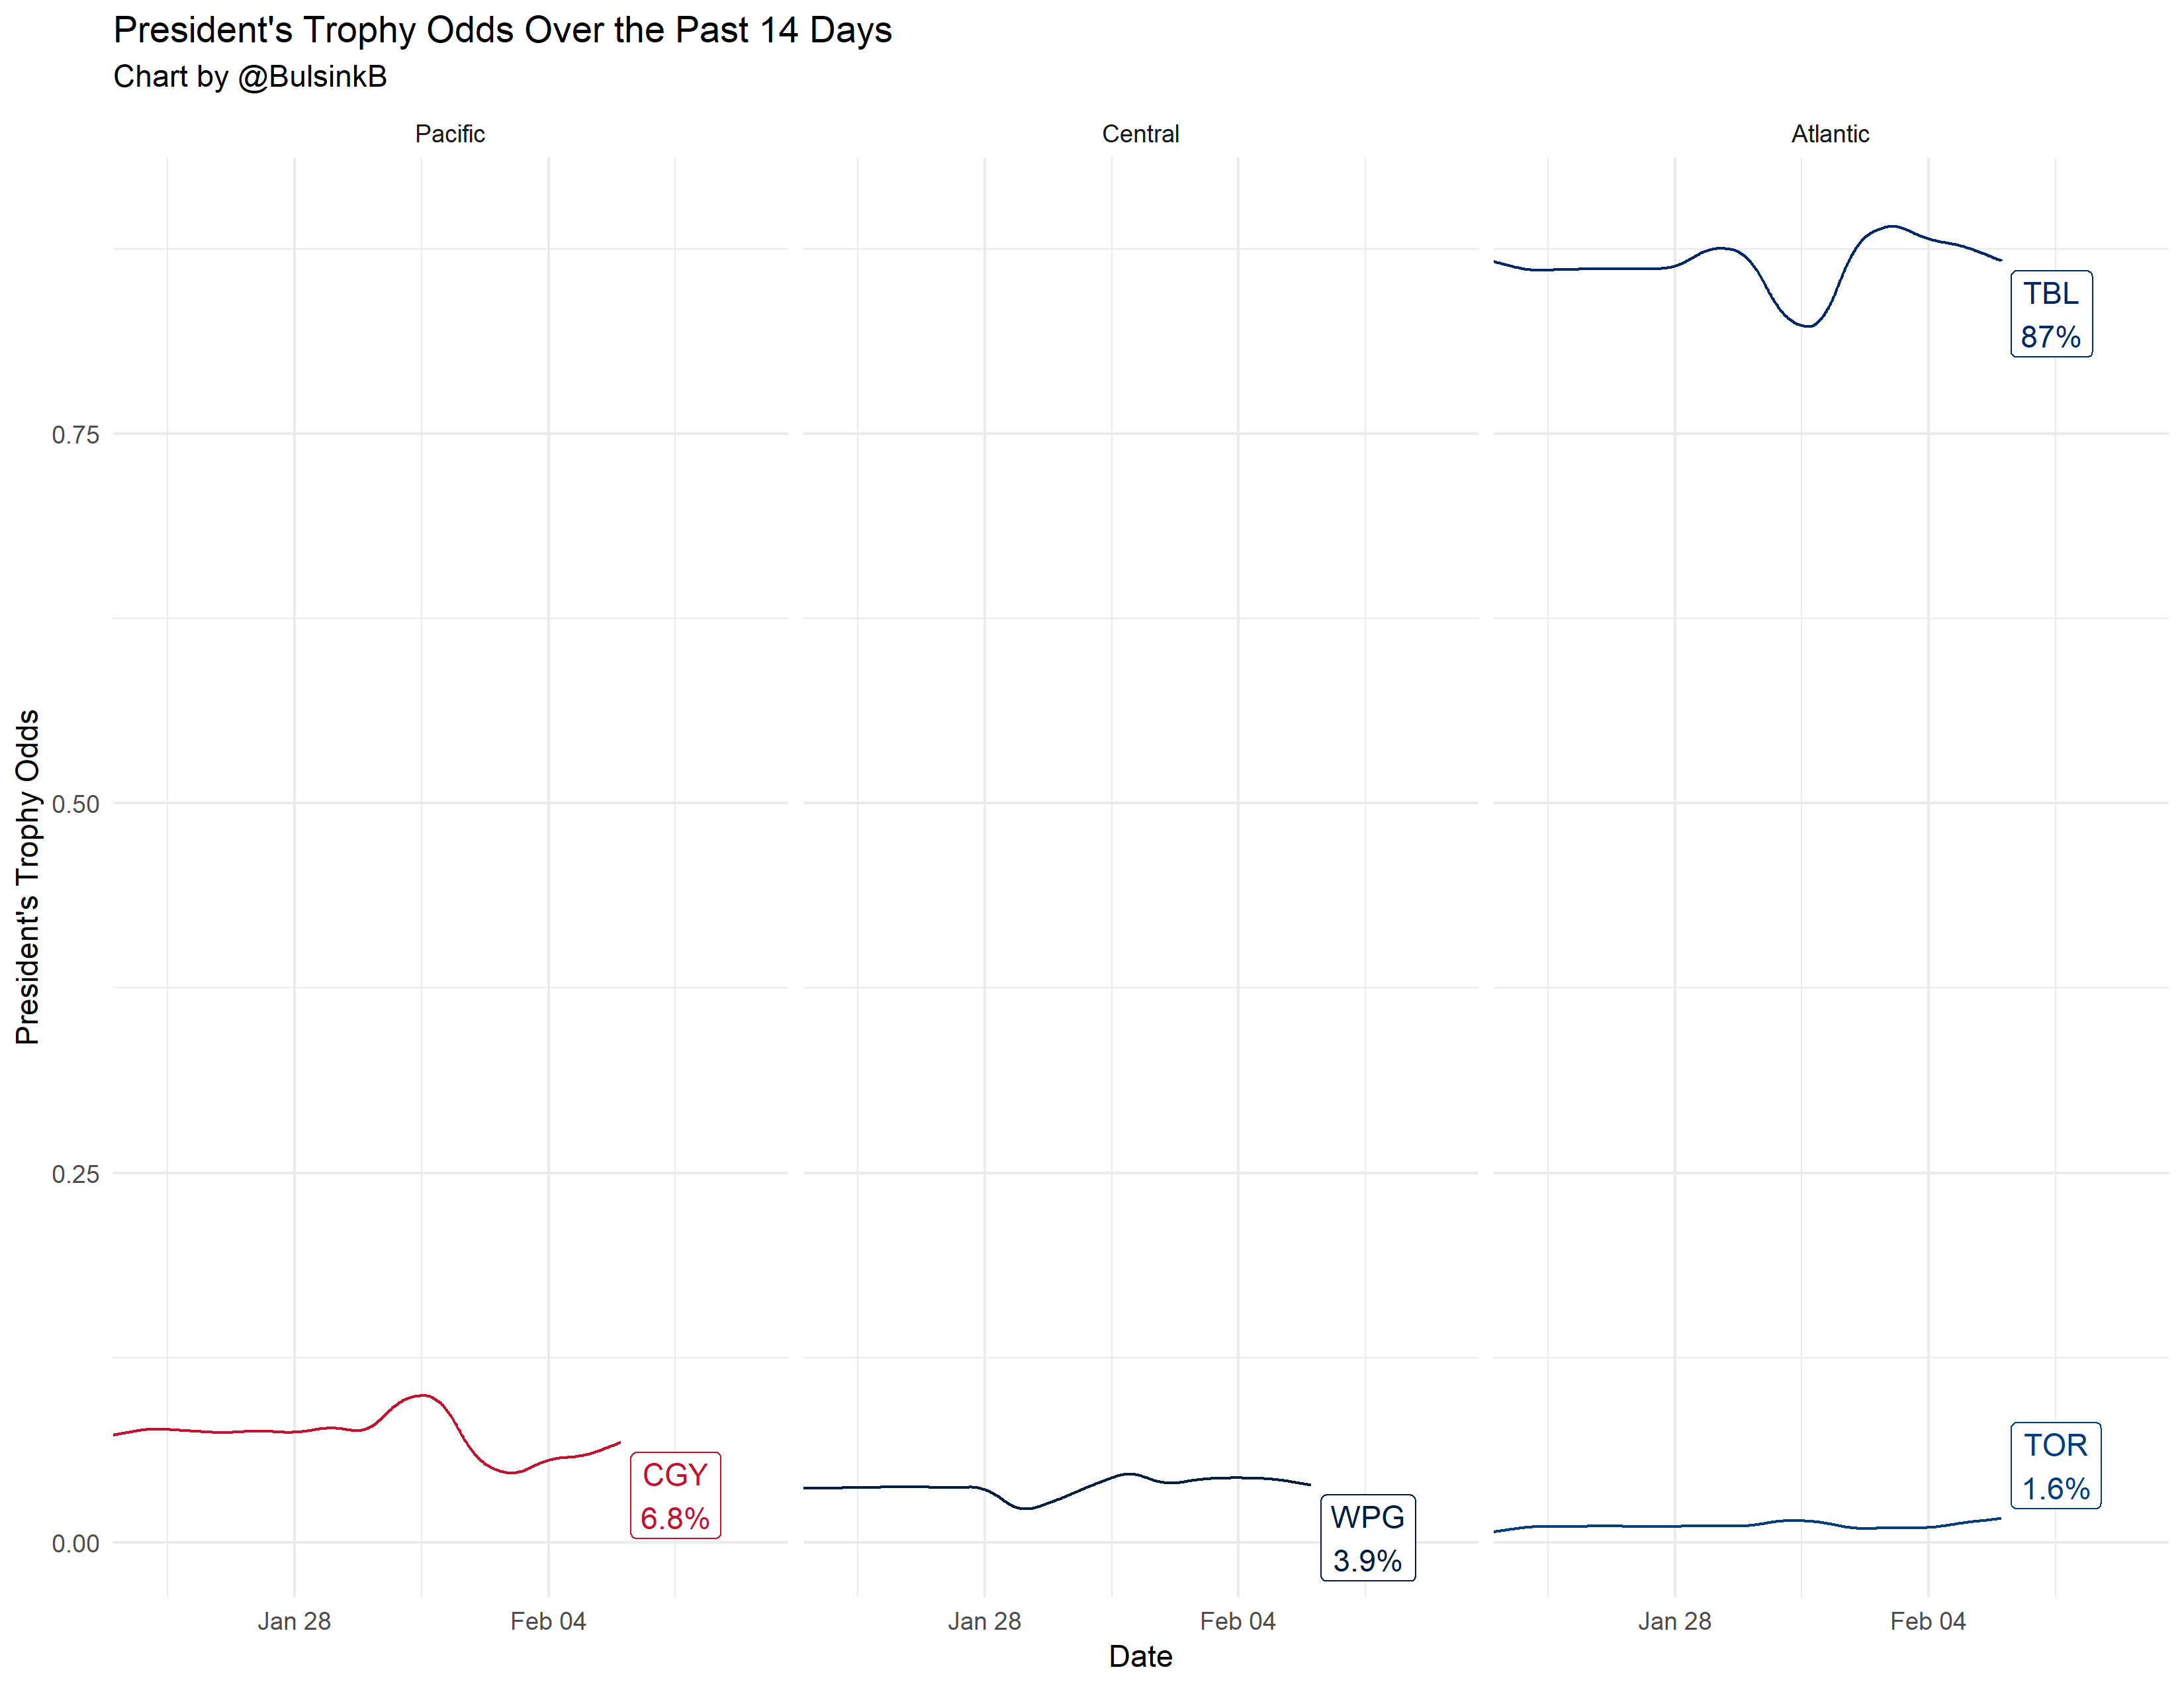 President's Trophy Odds Over the Past 14 Days
Chart by @BulsinkB
Pacific
Central
Atlantic
President's Trophy Odds
0.75
0.50
0.25
0.00
TBL
87%
CGY
6.8%
WPG
3.9%
TOR
1.6%
Jan 28
Feb 04
Jan 28
Feb 04
Jan 28
Feb 04
Date